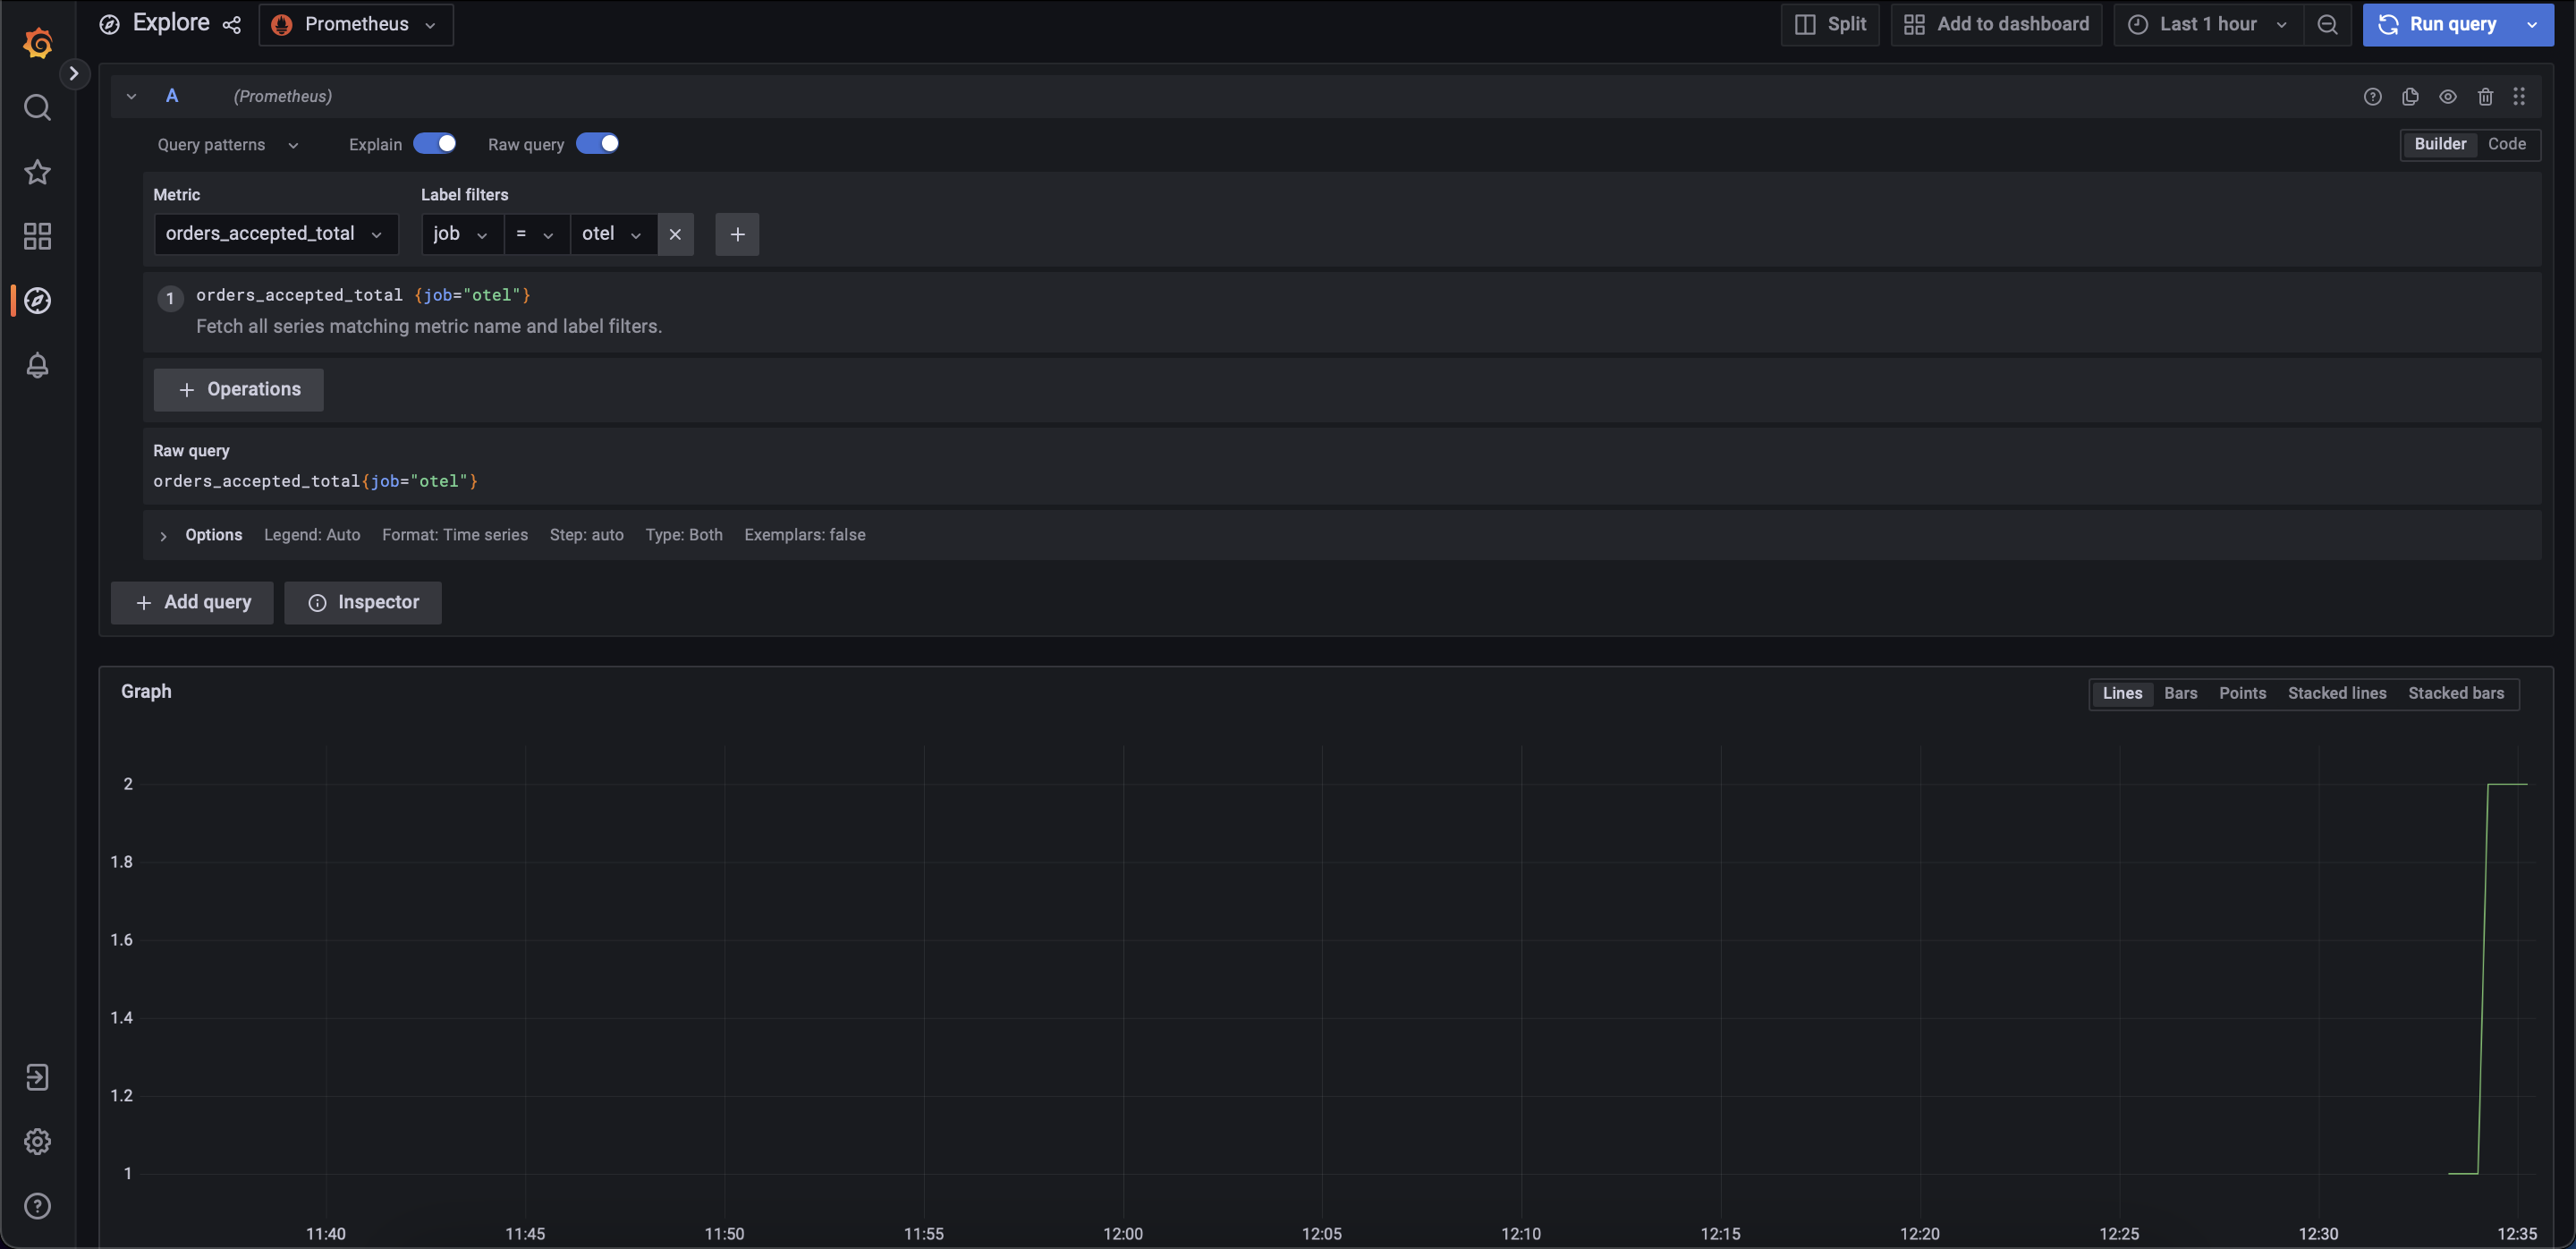 Explore Prometheus Split Add to dashboard Last 1 hour Run query
A (Prometheus)
Query patterns Explain Raw query Builder Code
Metric Label filters
orders_accepted_total job = otel
1 orders_accepted_total {job="otel"}
Fetch all series matching metric name and label filters.
Operations
Raw query
orders_accepted_total{job="otel"}
Options Legend: Auto Format: Time series Step: auto Type: Both Exemplars: false
Add query Inspector
Graph Lines Bars Points Stacked lines Stacked bars
2
1.8
1.6
1.4
1.2
1
11:40 11:45 11:50 11:55 12:00 12:05 12:10 12:15 12:20 12:25 12:30 12:35